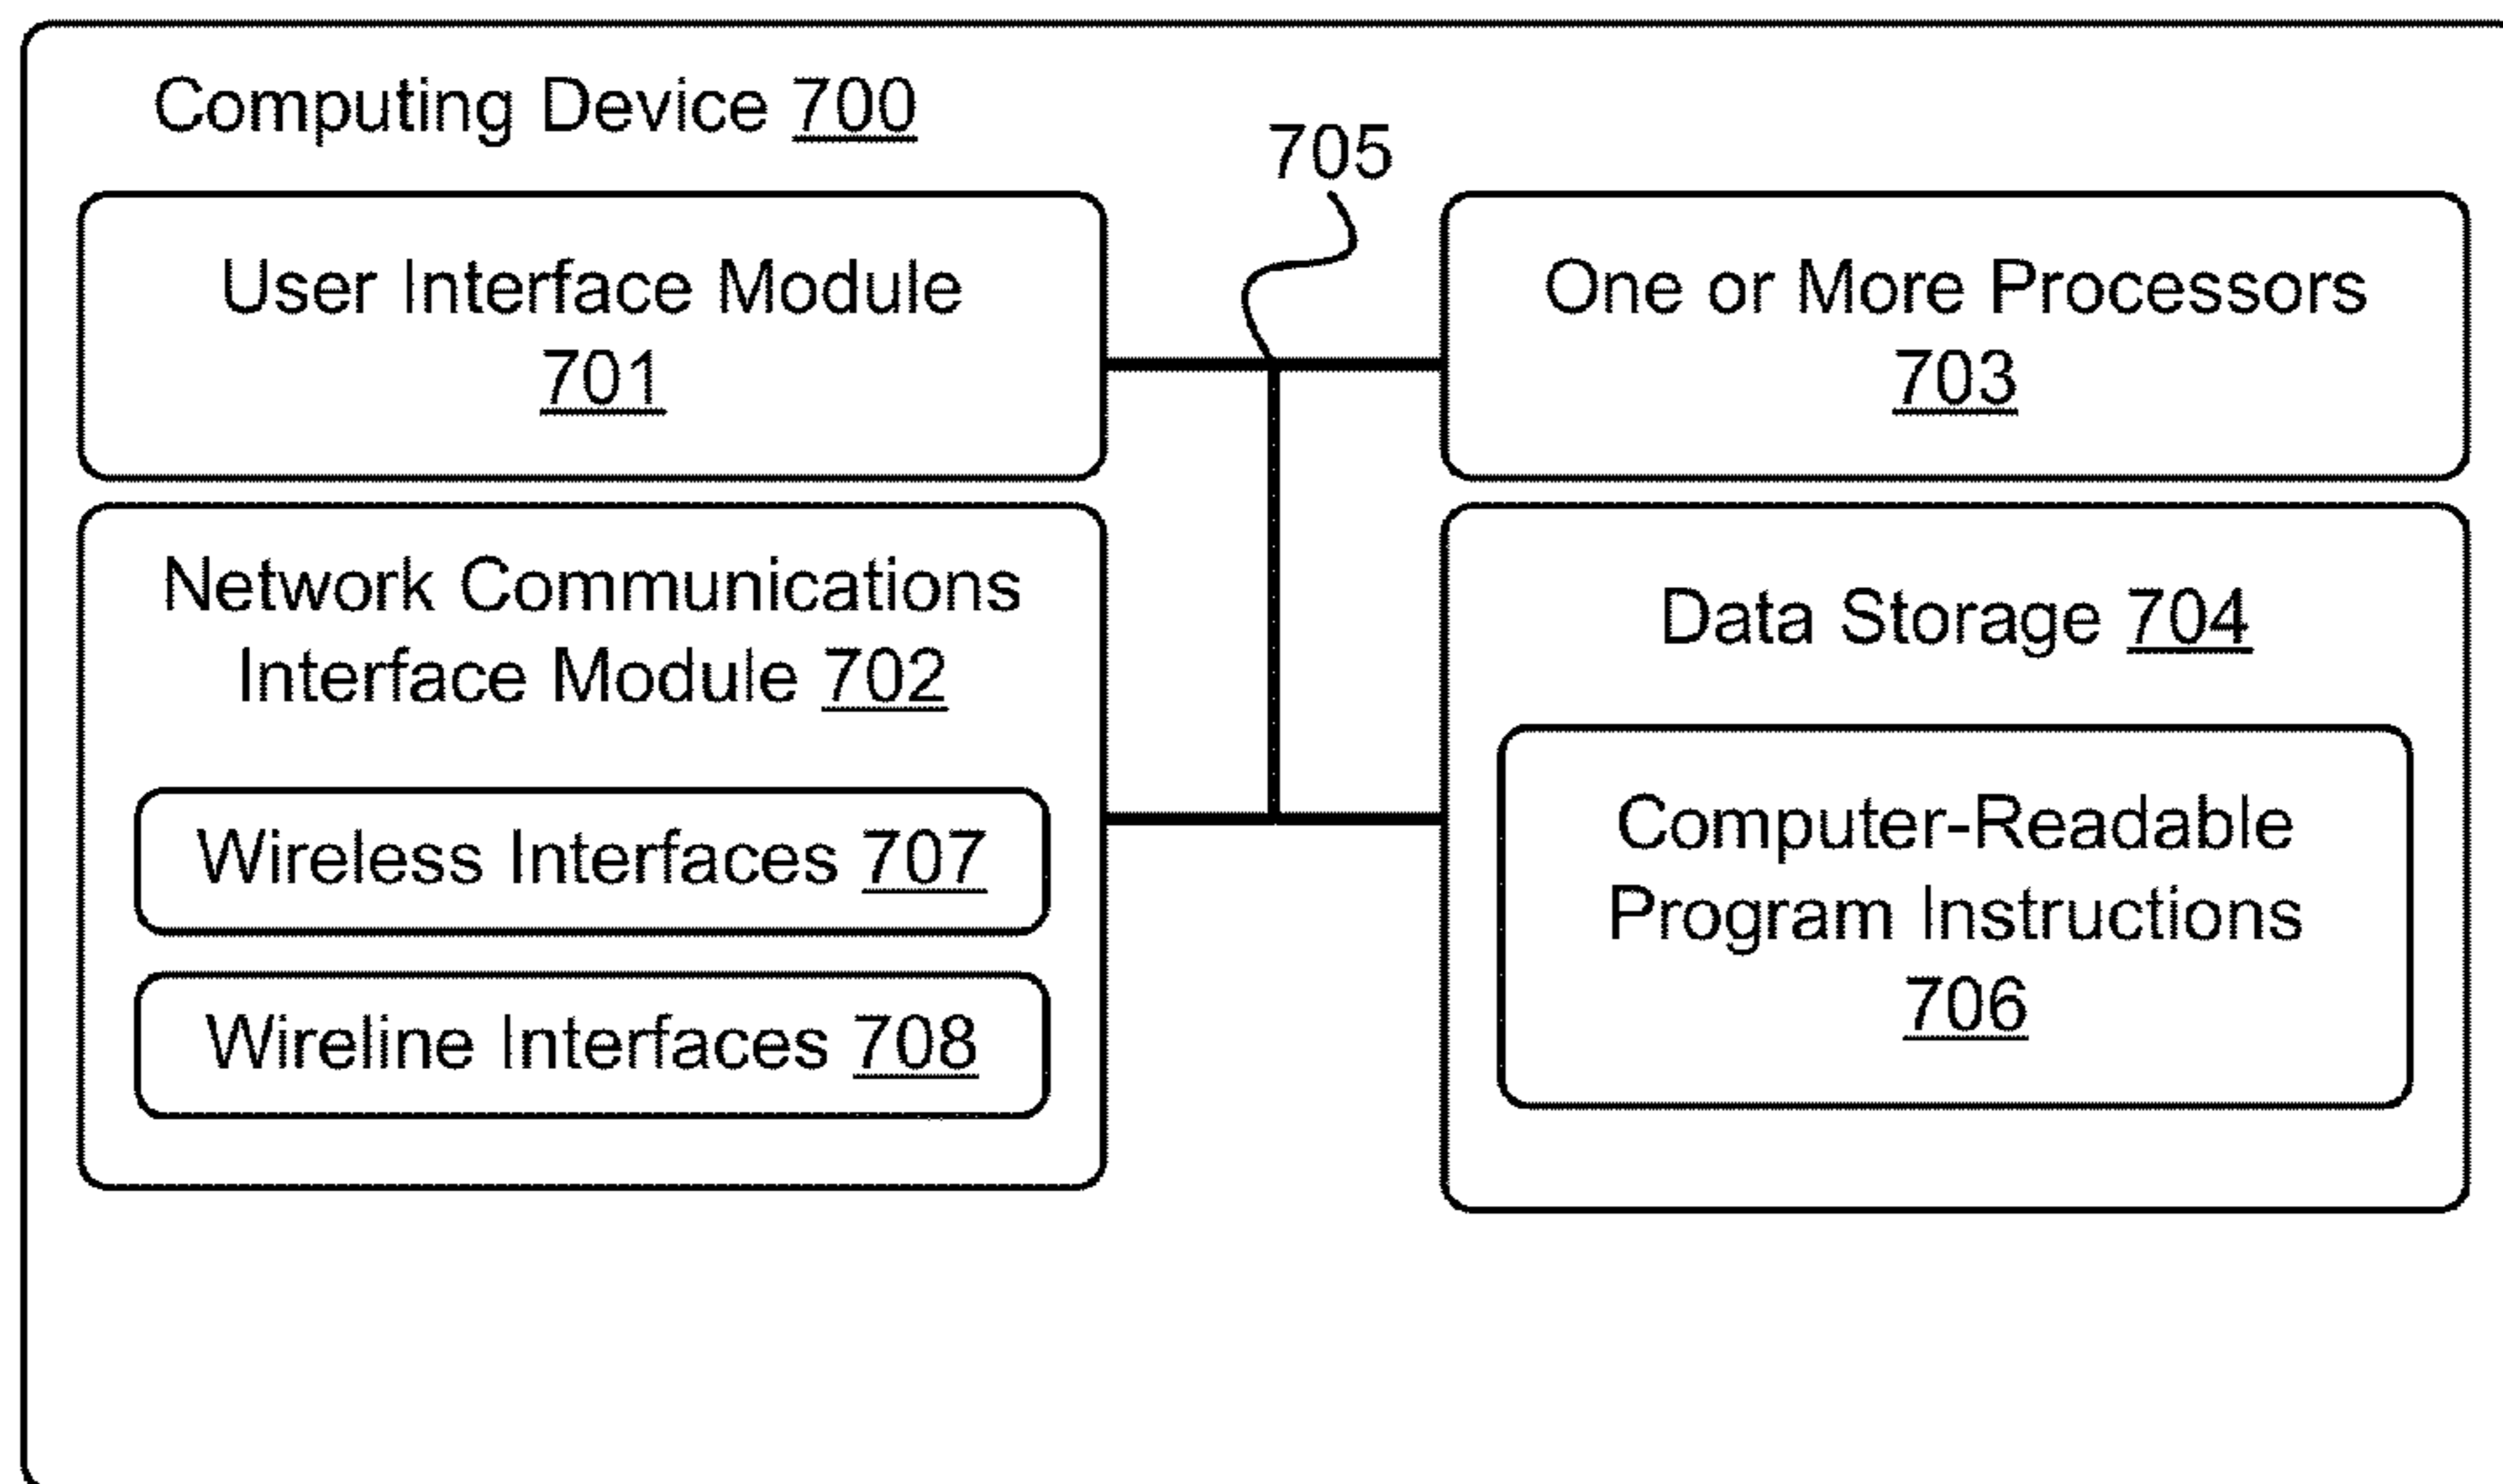 Computing Device 700
705
User Interface Module
701
One or More Processors
703
Network Communications
Interface Module 702
Wireless Interfaces 707
Wireline Interfaces 708
Data Storage 704
Computer-Readable
Program Instructions
706